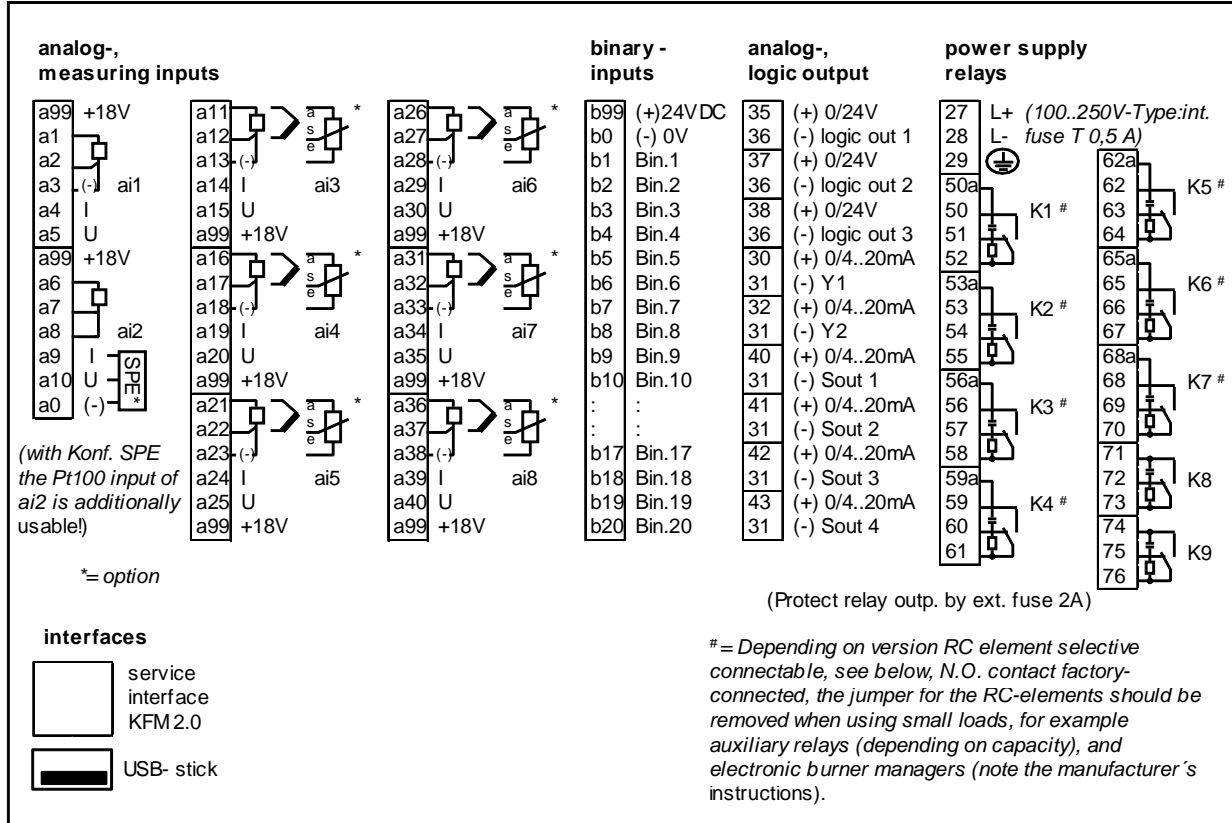 analog-,
measuring inputs
a99 +18V
a1
a2
a3 (-) ai1
a4 I
a5 U
a99 +18V
a6
a7
a8 ai2
a9 I
a10 U
a0 (-)
SPE*
(with Konf. SPE
the Pt100 input of
ai2 is additionally
usable!)
*= option
a11 a *
a12 s
a13 (-) e
a14 I ai3
a15 U
a99 +18V
a16 a *
a17 s
a18 (-) e
a19 I ai4
a20 U
a99 +18V
a21 a *
a22 s
a23 (-) e
a24 I ai5
a25 U
a99 +18V
a26 a *
a27 s
a28 (-) e
a29 I ai6
a30 U
a99 +18V
a31 a *
a32 s
a33 (-) e
a34 I ai7
a35 U
a99 +18V
a36 a *
a37 s
a38 (-) e
a39 I ai8
a40 U
a99 +18V
binary -
inputs
b99 (+)24VDC
b0 (-) 0V
b1 Bin.1
b2 Bin.2
b3 Bin.3
b4 Bin.4
b5 Bin.5
b6 Bin.6
b7 Bin.7
b8 Bin.8
b9 Bin.9
b10 Bin.10
: :
: :
b17 Bin.17
b18 Bin.18
b19 Bin.19
b20 Bin.20
analog-,
logic output
35 (+) 0/24V
36 (-) logic out 1
37 (+) 0/24V
36 (-) logic out 2
38 (+) 0/24V
36 (-) logic out 3
30 (+) 0/4..20mA
31 (-) Y1
32 (+) 0/4..20mA
31 (-) Y2
40 (+) 0/4..20mA
31 (-) Sout 1
41 (+) 0/4..20mA
31 (-) Sout 2
42 (+) 0/4..20mA
31 (-) Sout 3
43 (+) 0/4..20mA
31 (-) Sout 4
power supply
relays
27 L+ (100..250V-Type:int.
28 L- fuse T 0,5 A)
29
50a
50 K1 #
51
52
53a
53 K2 #
54
55
56a
56 K3 #
57
58
59a
59 K4 #
60
61
62a
62 K5 #
63
64
65a
65 K6 #
66
67
68a
68 K7 #
69
70
71
72 K8
73
74
75 K9
76
(Protect relay outp. by ext. fuse 2A)
interfaces
service
interface
KFM 2.0
USB- stick
# = Depending on version RC element selective
connectable, see below, N.O. contact factory-
connected, the jumper for the RC-elements should be
removed when using small loads, for example
auxiliary relays (depending on capacity), and
electronic burner managers (note the manufacturer´s
instructions).